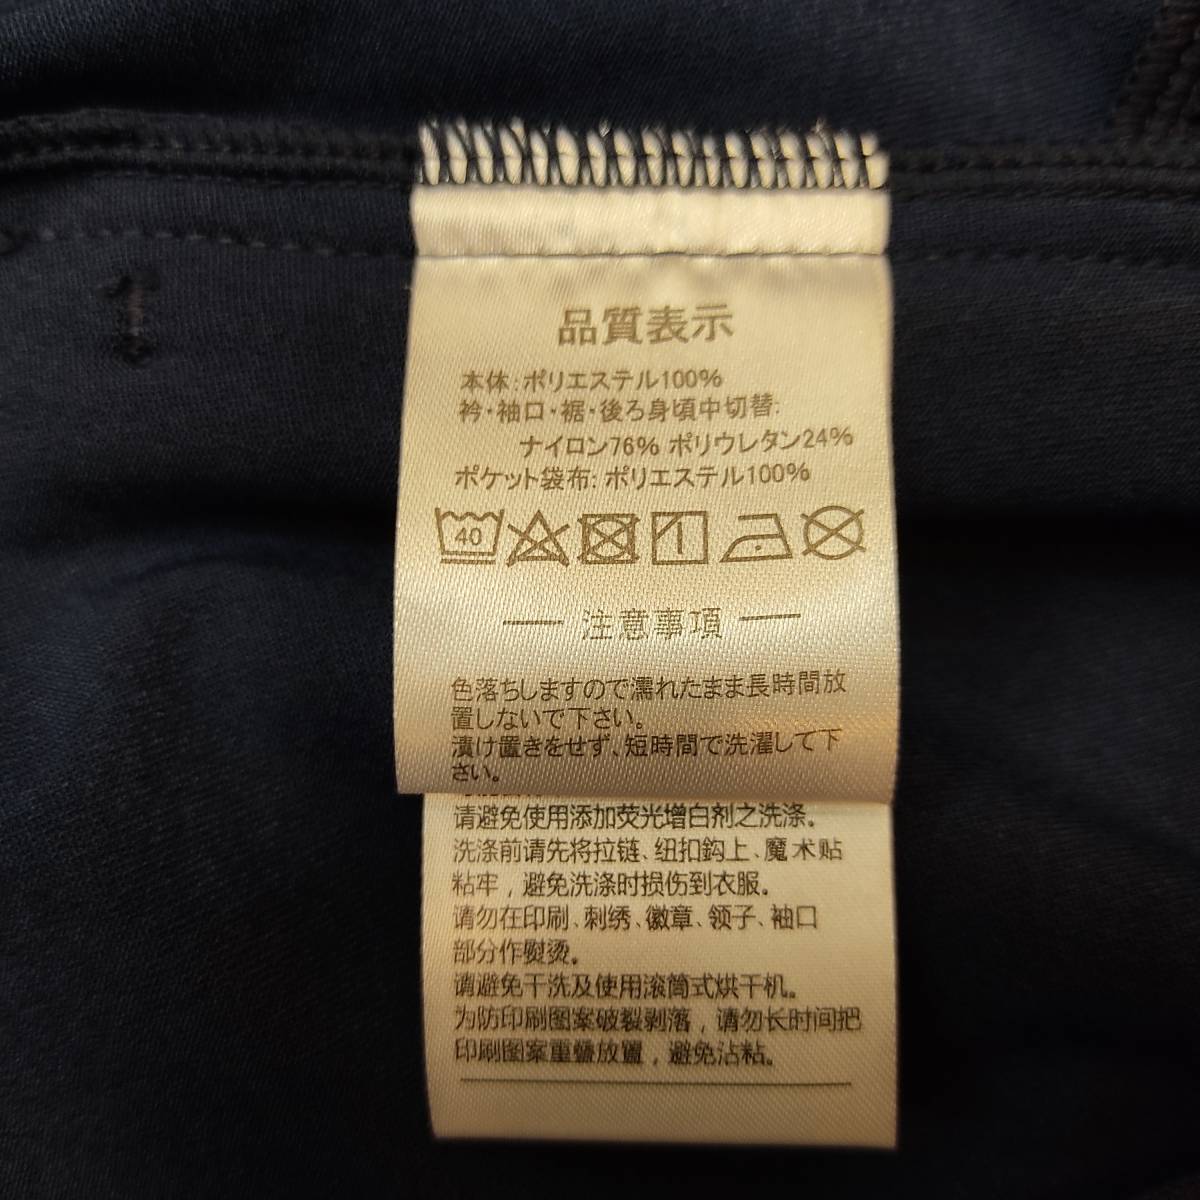 品質表示
本体:ポリエステル100%
衿・袖口・裾・後ろ身頃中切替:
ナイロン76% ポリウレタン24%
ポケット袋布:ポリエステル100%
40
注意事項
色落ちしますので濡れたまま長時間放
置しないで下さい。
漬け置きをせず、短時間で洗濯して下
さい。
请避免使用添加荧光增白剂之洗涤。
洗涤前请先将拉链、纽扣鈎上、魔术贴
粘牢，避免洗涤时损伤到衣服。
请勿在印刷、刺绣、徽章、领子、袖口
部分作熨烫。
请避免干洗及使用滚筒式烘干机。
为防印刷图案破裂剥落，请勿长时间把
印刷图案重叠放置，避免沾粘。